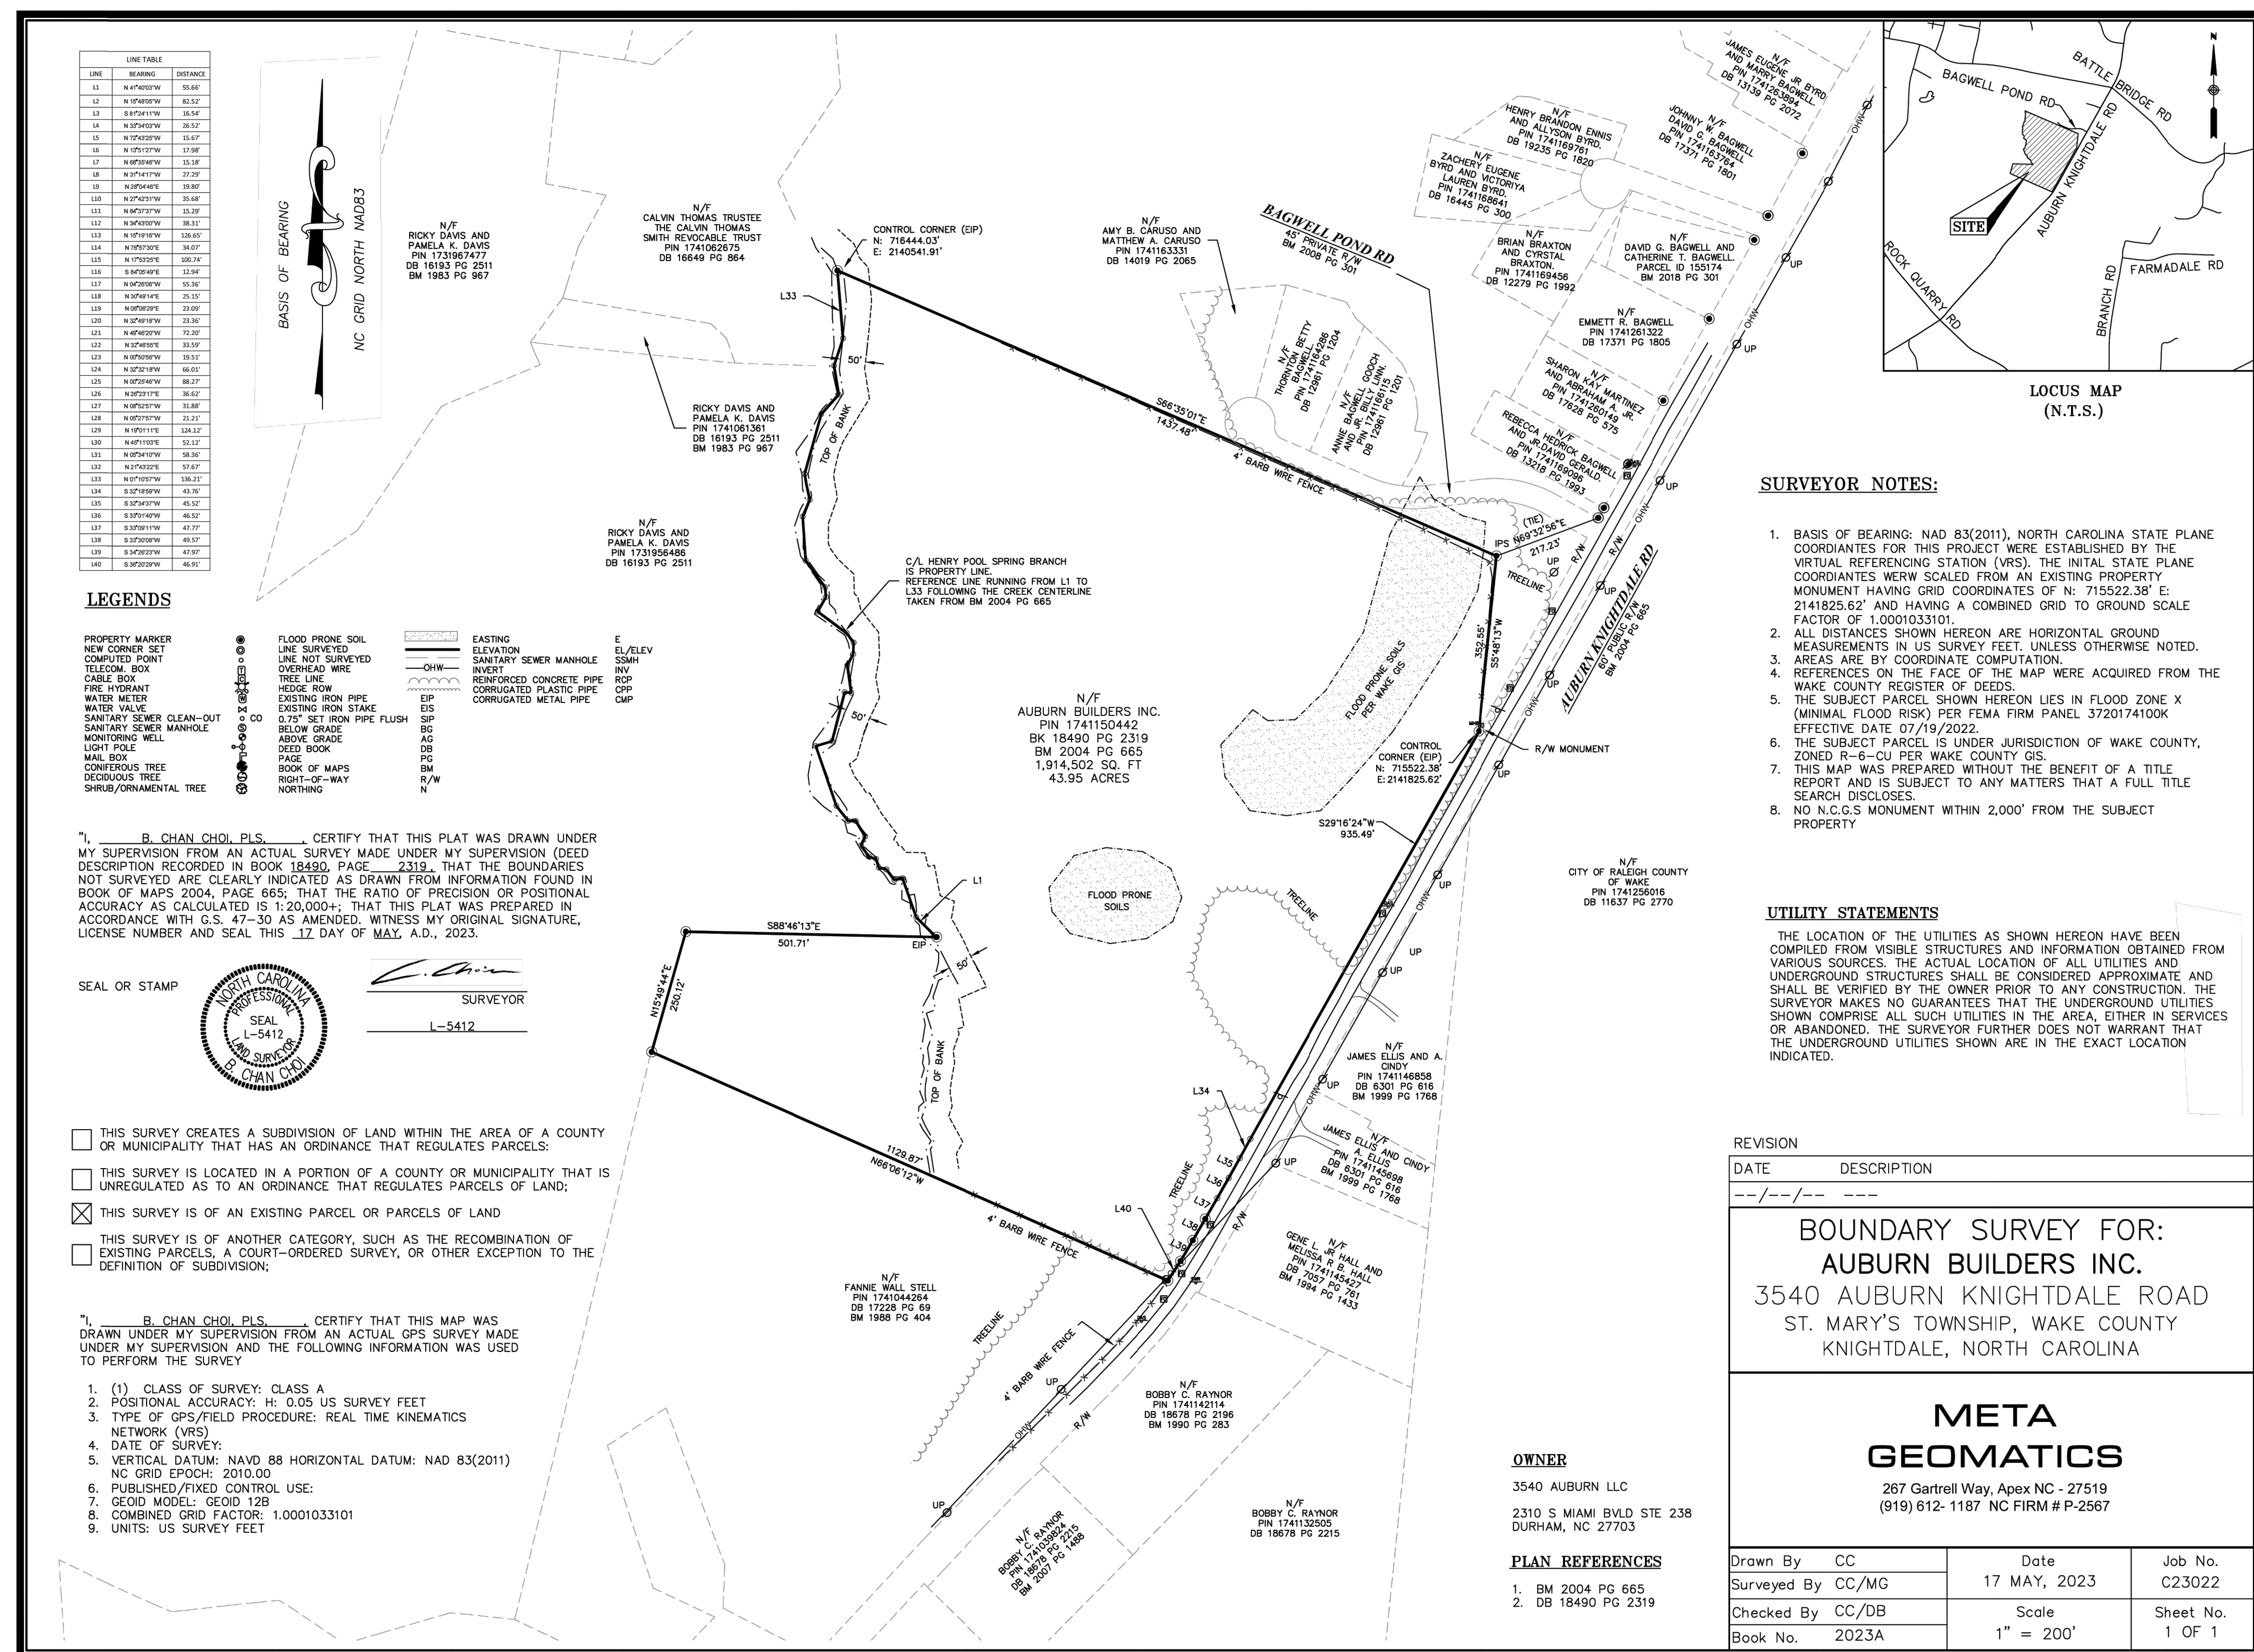 LINE TABLE
LINE BEARING DISTANCE
L1 N 41°40'03"W 55.66'
L2 N 15°48'05"W 82.52'
L3 S 81°24'11"W 16.54'
L4 N 33°34'03"W 26.52'
L5 N 72°43'25"W 15.67'
L6 N 13°51'27"W 17.98'
L7 N 68°35'46"W 15.18'
L8 N 31°14'17"W 27.29'
L9 N 28°04'46"E 19.80'
L10 N 27°42'31"W 35.68'
L11 N 84°37'37"W 15.29'
L12 N 34°43'00"W 38.31'
L13 N 15°19'16"W 126.65'
L14 N 76°57'30"E 34.07'
L15 N 17°53'25"E 100.74'
L16 S 84°05'49"E 12.94'
L17 N 04°26'06"W 55.36'
L18 N 30°49'14"E 25.15'
L19 N 06°06'29"E 23.09'
L20 N 32°49'18"W 23.36'
L21 N 49°46'20"W 72.20'
L22 N 32°46'55"E 33.59'
L23 N 00°50'56"W 19.51'
L24 N 32°32'18"W 66.01'
L25 N 00°25'46"W 88.27'
L26 N 26°23'17"E 36.62'
L27 N 08°52'57"W 31.88'
L28 N 05°27'57"W 21.21'
L29 N 19°01'11"E 124.12'
L30 N 45°11'03"E 52.12'
L31 N 05°34'10"W 58.36'
L32 N 21°43'22"E 57.67'
L33 N 01°10'57"W 136.21'
L34 S 32°18'59"W 43.76'
L35 S 32°34'37"W 45.52'
L36 S 33°01'40"W 46.52'
L37 S 33°09'11"W 47.77'
L38 S 33°30'08"W 49.57'
L39 S 34°26'23"W 47.97'
L40 S 36°20'29"W 46.91'
BASIS OF BEARING
NC GRID NORTH NAD83
N/F
RICKY DAVIS AND
PAMELA K. DAVIS
PIN 1731967477
DB 16193 PG 2511
BM 1983 PG 967
N/F
CALVIN THOMAS TRUSTEE
THE CALVIN THOMAS
SMITH REVOCABLE TRUST
PIN 1741062675
DB 16649 PG 864
CONTROL CORNER (EIP)
N: 716444.03'
E: 2140541.91'
L33
50'
TOP OF BANK
RICKY DAVIS AND
PAMELA K. DAVIS
PIN 1741061361
DB 16193 PG 2511
BM 1983 PG 967
N/F
RICKY DAVIS AND
PAMELA K. DAVIS
PIN 1731956486
DB 16193 PG 2511
C/L HENRY POOL SPRING BRANCH
IS PROPERTY LINE.
REFERENCE LINE RUNNING FROM L1 TO
L33 FOLLOWING THE CREEK CENTERLINE
TAKEN FROM BM 2004 PG 665
S66°35'01"E
1437.48'
4' BARB WIRE FENCE
AMY B. CARUSO AND
MATTHEW A. CARUSO
PIN 1741163331
DB 14019 PG 2065
BAGWELL POND RD
45' PRIVATE R/W
BM 2008 PG 301
N/F
THORNTON BETTY
BAGWELL.
PIN 1741164286
DB 12961 PG 1204
N/F
ANNIE BAGWELL GOOCH
AND JR. BILLY LINN.
PIN 1741166115
DB 12961 PG 1201
N/F
JAMES EUGENE JR BYRD
AND MARRY BAGWELL.
PIN 1741263894
DB 13139 PG 2072
N/F
HENRY BRANDON ENNIS
AND ALLYSON BYRD.
PIN 1741169761
DB 19235 PG 1820
N/F
JOHNNY W. BAGWELL
DAVID G. BAGWELL
PIN 1741163764
DB 17371 PG 1801
N/F
ZACHERY EUGENE
BYRD AND VICTORIYA
LAUREN BYRD.
PIN 1741168641
DB 16445 PG 300
N/F
BRIAN BRAXTON
AND CYRSTAL
BRAXTON.
PIN 1741169456
DB 12279 PG 1992
N/F
DAVID G. BAGWELL AND
CATHERINE T. BAGWELL.
PARCEL ID 155174
BM 2018 PG 301
N/F
EMMETT R. BAGWELL
PIN 1741261322
DB 17371 PG 1805
N/F
SHARON KAY MARTINEZ
AND ABRAHAM A. JR.
PIN 1741260149
DB 17628 PG 575
N/F
REBECCA HEDRICK BAGWELL
AND JR.DAVID GERALD.
PIN 1741169096
DB 13218 PG 1993
OHW
UP
OHW
UP
UP
UP
OHW
(TIE)
IPS N69°32'56"E
217.23'
R/W
R/W
UP
UP
TREELINE
AUBURN KNIGHTDALE RD
60' PUBLIC R/W
BM 2004 PG 665
352.55'
S5°48'13"W
FLOOD PRONE SOILS
PER WAKE GIS
UP
R/W MONUMENT
UP
CONTROL
CORNER (EIP)
N: 715522.38'
E: 2141825.62'
N
BAGWELL POND RD
BATTLE BRIDGE RD
AUBURN KNIGHTDALE RD
SITE
ROCK QUARRY RD
BRANCH RD
FARMADALE RD
LOCUS MAP
(N.T.S.)
SURVEYOR NOTES:
1. BASIS OF BEARING: NAD 83(2011), NORTH CAROLINA STATE PLANE
COORDIANTES FOR THIS PROJECT WERE ESTABLISHED BY THE
VIRTUAL REFERENCING STATION (VRS). THE INITAL STATE PLANE
COORDIANTES WERW SCALED FROM AN EXISTING PROPERTY
MONUMENT HAVING GRID COORDINATES OF N: 715522.38' E:
2141825.62' AND HAVING A COMBINED GRID TO GROUND SCALE
FACTOR OF 1.0001033101.
2. ALL DISTANCES SHOWN HEREON ARE HORIZONTAL GROUND
MEASUREMENTS IN US SURVEY FEET. UNLESS OTHERWISE NOTED.
3. AREAS ARE BY COORDINATE COMPUTATION.
4. REFERENCES ON THE FACE OF THE MAP WERE ACQUIRED FROM THE
WAKE COUNTY REGISTER OF DEEDS.
5. THE SUBJECT PARCEL SHOWN HEREON LIES IN FLOOD ZONE X
(MINIMAL FLOOD RISK) PER FEMA FIRM PANEL 3720174100K
EFFECTIVE DATE 07/19/2022.
6. THE SUBJECT PARCEL IS UNDER JURISDICTION OF WAKE COUNTY,
ZONED R-6-CU PER WAKE COUNTY GIS.
7. THIS MAP WAS PREPARED WITHOUT THE BENEFIT OF A TITLE
REPORT AND IS SUBJECT TO ANY MATTERS THAT A FULL TITLE
SEARCH DISCLOSES.
8. NO N.C.G.S MONUMENT WITHIN 2,000' FROM THE SUBJECT
PROPERTY
LEGENDS
PROPERTY MARKER
NEW CORNER SET
COMPUTED POINT
TELECOM. BOX T
CABLE BOX C
FIRE HYDRANT
WATER METER W
WATER VALVE
SANITARY SEWER CLEAN-OUT CO
SANITARY SEWER MANHOLE S
MONITORING WELL
LIGHT POLE
MAIL BOX
CONIFEROUS TREE
DECIDUOUS TREE
SHRUB/ORNAMENTAL TREE
FLOOD PRONE SOIL
LINE SURVEYED
LINE NOT SURVEYED
OVERHEAD WIRE OHW
TREE LINE
HEDGE ROW
EXISTING IRON PIPE EIP
EXISTING IRON STAKE EIS
0.75" SET IRON PIPE FLUSH SIP
BELOW GRADE BG
ABOVE GRADE AG
DEED BOOK DB
PAGE PG
BOOK OF MAPS BM
RIGHT-OF-WAY R/W
NORTHING N
EASTING E
ELEVATION EL/ELEV
SANITARY SEWER MANHOLE SSMH
INVERT INV
REINFORCED CONCRETE PIPE RCP
CORRUGATED PLASTIC PIPE CPP
CORRUGATED METAL PIPE CMP
50'
N/F
AUBURN BUILDERS INC.
PIN 1741150442
BK 18490 PG 2319
BM 2004 PG 665
1,914,502 SQ. FT
43.95 ACRES
"I, B. CHAN CHOI, PLS. , CERTIFY THAT THIS PLAT WAS DRAWN UNDER
MY SUPERVISION FROM AN ACTUAL SURVEY MADE UNDER MY SUPERVISION (DEED
DESCRIPTION RECORDED IN BOOK 18490, PAGE 2319, THAT THE BOUNDARIES
NOT SURVEYED ARE CLEARLY INDICATED AS DRAWN FROM INFORMATION FOUND IN
BOOK OF MAPS 2004, PAGE 665; THAT THE RATIO OF PRECISION OR POSITIONAL
ACCURACY AS CALCULATED IS 1:20,000+; THAT THIS PLAT WAS PREPARED IN
ACCORDANCE WITH G.S. 47-30 AS AMENDED. WITNESS MY ORIGINAL SIGNATURE,
LICENSE NUMBER AND SEAL THIS 17 DAY OF MAY, A.D., 2023.
SEAL OR STAMP
NORTH CAROLINA
PROFESSIONAL
SEAL
L-5412
LAND SURVEYOR
B. CHAN CHOI
C. Choi
SURVEYOR
L-5412
L1
S88°46'13"E
501.71'
EIP
50'
N15°49'44"E
250.12'
TOP OF BANK
FLOOD PRONE
SOILS
S29°16'24"W
935.49'
TREELINE
UP
OHW
UP
UP
N/F
CITY OF RALEIGH COUNTY
OF WAKE
PIN 1741256016
DB 11637 PG 2770
UTILITY STATEMENTS
THE LOCATION OF THE UTILITIES AS SHOWN HEREON HAVE BEEN
COMPILED FROM VISIBLE STRUCTURES AND INFORMATION OBTAINED FROM
VARIOUS SOURCES. THE ACTUAL LOCATION OF ALL UTILITIES AND
UNDERGROUND STRUCTURES SHALL BE CONSIDERED APPROXIMATE AND
SHALL BE VERIFIED BY THE OWNER PRIOR TO ANY CONSTRUCTION. THE
SURVEYOR MAKES NO GUARANTEES THAT THE UNDERGROUND UTILITIES
SHOWN COMPRISE ALL SUCH UTILITIES IN THE AREA, EITHER IN SERVICES
OR ABANDONED. THE SURVEYOR FURTHER DOES NOT WARRANT THAT
THE UNDERGROUND UTILITIES SHOWN ARE IN THE EXACT LOCATION
INDICATED.
N/F
JAMES ELLIS AND A.
CINDY
PIN 1741146858
DB 6301 PG 616
BM 1999 PG 1768
UP
OHW
L34
N/F
JAMES ELLIS AND CINDY
A. ELLIS
PIN 1741145698
DB 6301 PG 616
BM 1999 PG 1768
UP
L35
L36
L37
L38
L39
L40
TREELINE
R/W
1129.87'
N66°06'12"W
4' BARB WIRE FENCE
N/F
GENE L. JR HALL AND
MELISSA R B. HALL
PIN 1741145427
DB 7057 PG 761
BM 1994 PG 1433
THIS SURVEY CREATES A SUBDIVISION OF LAND WITHIN THE AREA OF A COUNTY
OR MUNICIPALITY THAT HAS AN ORDINANCE THAT REGULATES PARCELS:
THIS SURVEY IS LOCATED IN A PORTION OF A COUNTY OR MUNICIPALITY THAT IS
UNREGULATED AS TO AN ORDINANCE THAT REGULATES PARCELS OF LAND;
THIS SURVEY IS OF AN EXISTING PARCEL OR PARCELS OF LAND
THIS SURVEY IS OF ANOTHER CATEGORY, SUCH AS THE RECOMBINATION OF
EXISTING PARCELS, A COURT-ORDERED SURVEY, OR OTHER EXCEPTION TO THE
DEFINITION OF SUBDIVISION;
N/F
FANNIE WALL STELL
PIN 1741044264
DB 17228 PG 69
BM 1988 PG 404
TREELINE
4' BARB WIRE FENCE
UP
OHW
R/W
UP
N/F
BOBBY C. RAYNOR
PIN 1741142114
DB 18678 PG 2196
BM 1990 PG 283
N/F
BOBBY C. RAYNOR
PIN 1741132505
DB 18678 PG 2215
N/F
BOBBY C. RAYNOR
PIN 1741039824
DB 18678 PG 2215
BM 2007 PG 1488
"I, B. CHAN CHOI, PLS. , CERTIFY THAT THIS MAP WAS
DRAWN UNDER MY SUPERVISION FROM AN ACTUAL GPS SURVEY MADE
UNDER MY SUPERVISION AND THE FOLLOWING INFORMATION WAS USED
TO PERFORM THE SURVEY
1. (1) CLASS OF SURVEY: CLASS A
2. POSITIONAL ACCURACY: H: 0.05 US SURVEY FEET
3. TYPE OF GPS/FIELD PROCEDURE: REAL TIME KINEMATICS
NETWORK (VRS)
4. DATE OF SURVEY:
5. VERTICAL DATUM: NAVD 88 HORIZONTAL DATUM: NAD 83(2011)
NC GRID EPOCH: 2010.00
6. PUBLISHED/FIXED CONTROL USE:
7. GEOID MODEL: GEOID 12B
8. COMBINED GRID FACTOR: 1.0001033101
9. UNITS: US SURVEY FEET
OWNER
3540 AUBURN LLC
2310 S MIAMI BVLD STE 238
DURHAM, NC 27703
PLAN REFERENCES
1. BM 2004 PG 665
2. DB 18490 PG 2319
REVISION
DATE DESCRIPTION
--/--/-- ---
BOUNDARY SURVEY FOR:
AUBURN BUILDERS INC.
3540 AUBURN KNIGHTDALE ROAD
ST. MARY'S TOWNSHIP, WAKE COUNTY
KNIGHTDALE, NORTH CAROLINA
META
GEOMATICS
267 Gartrell Way, Apex NC - 27519
(919) 612- 1187 NC FIRM # P-2567
Drawn By CC
Surveyed By CC/MG
Checked By CC/DB
Book No. 2023A
Date
17 MAY, 2023
Scale
1" = 200'
Job No.
C23022
Sheet No.
1 OF 1